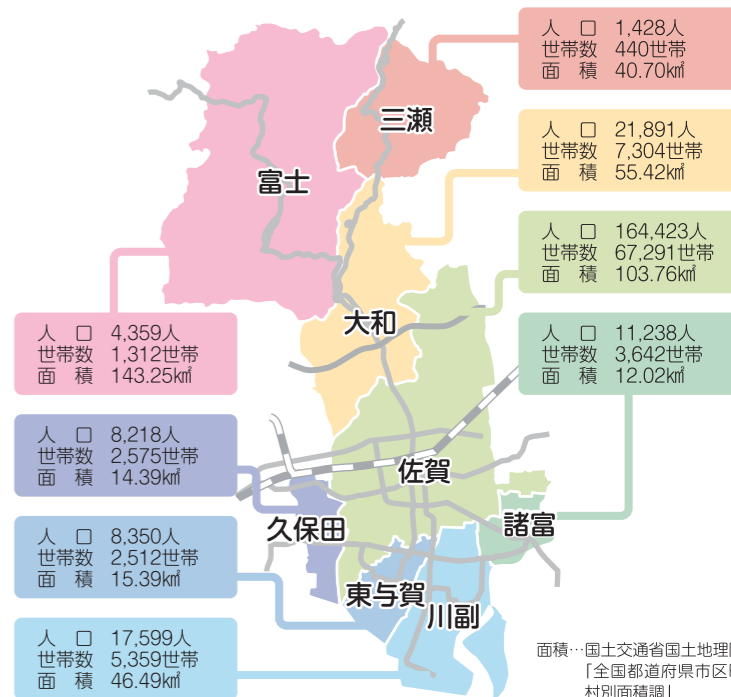 人　口　1,428人
世帯数　440世帯
面　積　40.70㎢
人　口　21,891人
世帯数　7,304世帯
面　積　55.42㎢
人　口　164,423人
世帯数　67,291世帯
面　積　103.76㎢
人　口　11,238人
世帯数　3,642世帯
面　積　12.02㎢
人　口　4,359人
世帯数　1,312世帯
面　積　143.25㎢
人　口　8,218人
世帯数　2,575世帯
面　積　14.39㎢
人　口　8,350人
世帯数　2,512世帯
面　積　15.39㎢
人　口　17,599人
世帯数　5,359世帯
面　積　46.49㎢
三瀬
富士
大和
佐賀
久保田
諸富
東与賀
川副
面積…国土交通省国土地理院
「全国都道府県市区町
村別面積調」